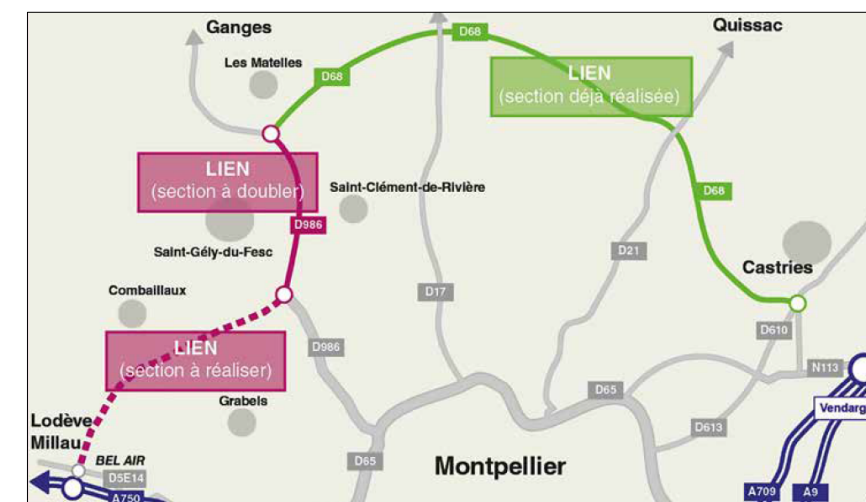 Ganges
D68
Quissac
Les Matelles
D68
LIEN
(section déjà réalisée)
LIEN
(section à doubler)
Saint-Clément-de-Rivière
D68
D986
Saint-Gély-du-Fesc
D21
Castries
Combaillaux
D17
D610
D986
LIEN
(section à réaliser)
N113
D65
Grabels
Vendarg
Lodève
Millau
D613
BEL AIR
D65
Montpellier
D5E14
A750
A709
A9